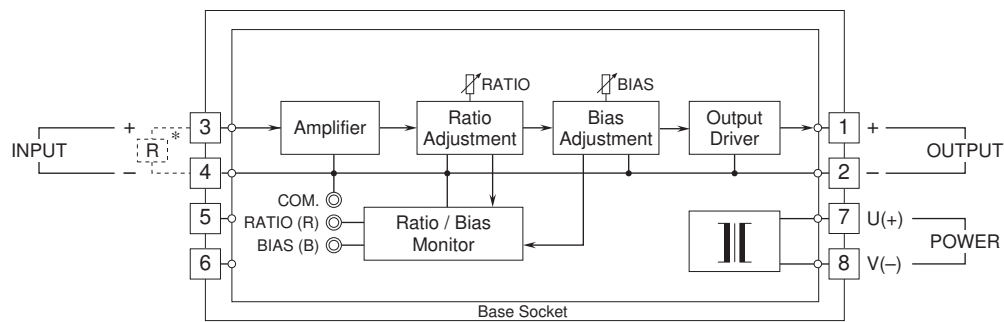 RATIO
BIAS
INPUT
+
R
*
−
3
4
5
6
Amplifier
Ratio
Adjustment
Bias
Adjustment
Output
Driver
COM.
RATIO (R)
BIAS (B)
Ratio / Bias
Monitor
1
+
2
−
OUTPUT
7
U(+)
8
V(−)
POWER
Base Socket